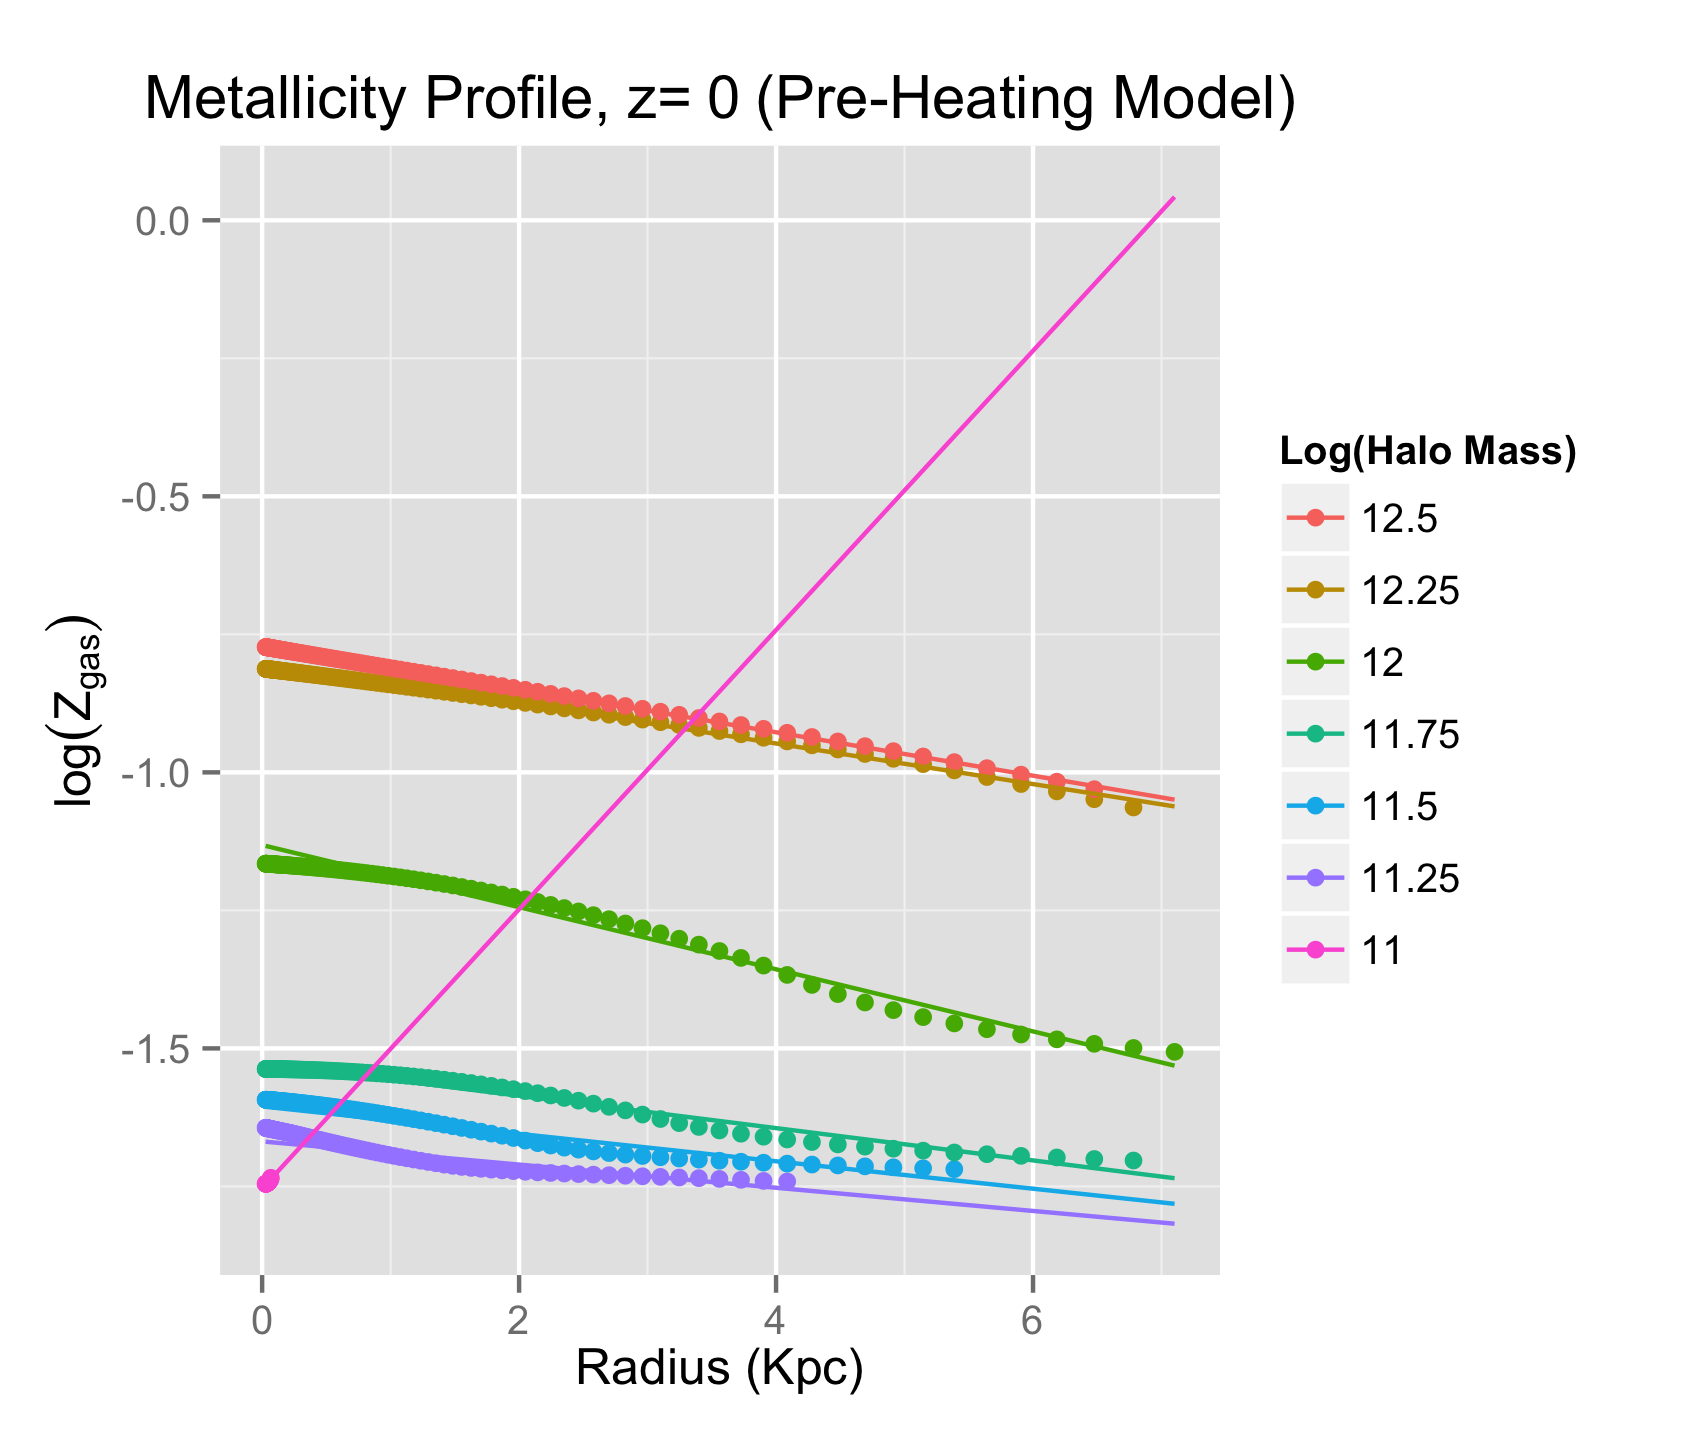 Metallicity Profile, z= 0 (Pre-Heating Model)
0.0
-0.5
-1.0
-1.5
log(Zgas)
0 2 4 6
Radius (Kpc)
Log(Halo Mass)
12.5
12.25
12
11.75
11.5
11.25
11